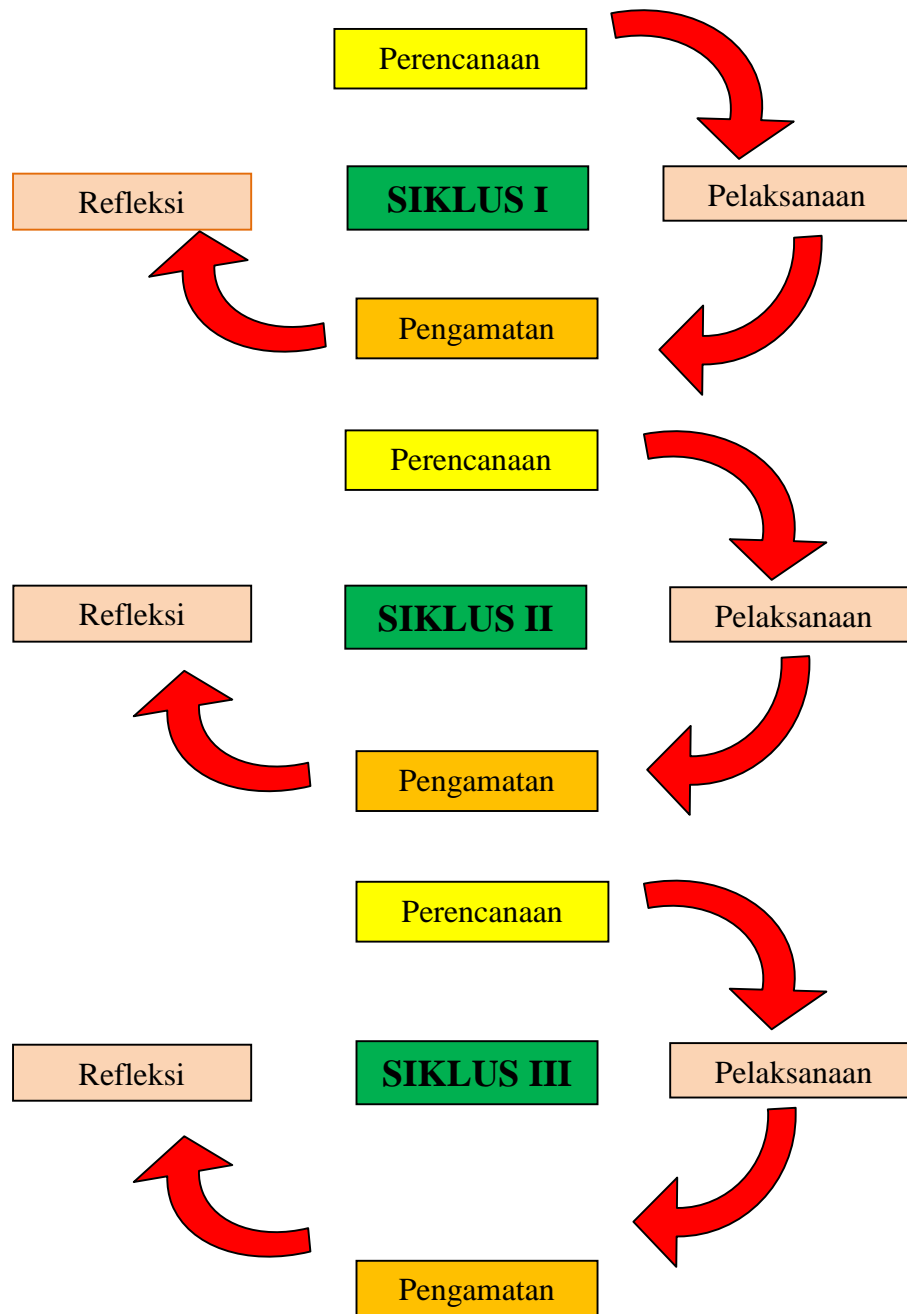 Perencanaan
Refleksi
SIKLUS I
Pelaksanaan
Pengamatan
Perencanaan
Refleksi
SIKLUS II
Pelaksanaan
Pengamatan
Perencanaan
Refleksi
SIKLUS III
Pelaksanaan
Pengamatan